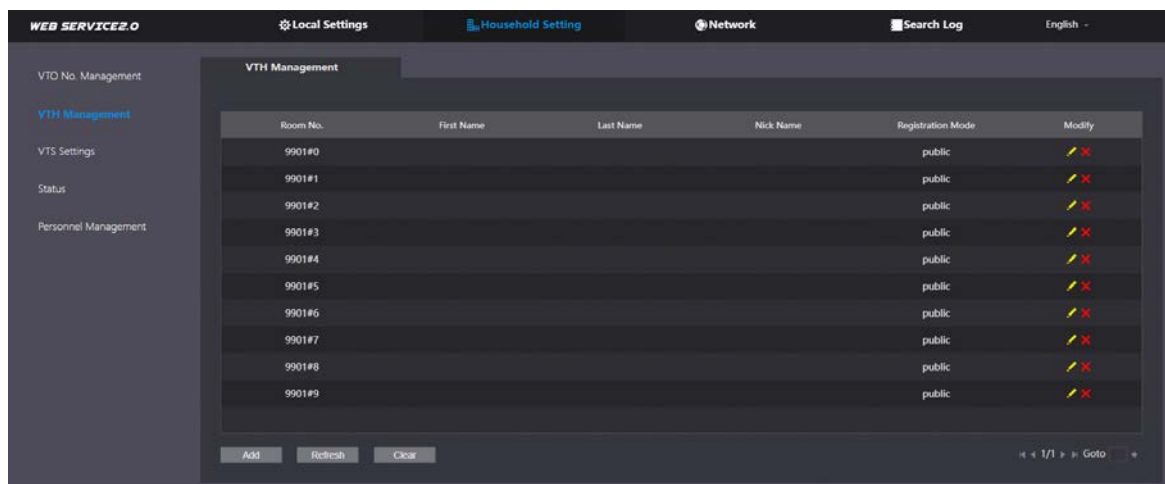 WEB SERVICE2.0 Local Settings Household Setting Network Search Log English
VTO No. Management
VTH Management
VTS Settings
Status
Personnel Management
VTH Management
Room No. First Name Last Name Nick Name Registration Mode Modify
9901#0 public
9901#1 public
9901#2 public
9901#3 public
9901#4 public
9901#5 public
9901#6 public
9901#7 public
9901#8 public
9901#9 public
Add Refresh Clear 1/1 Goto